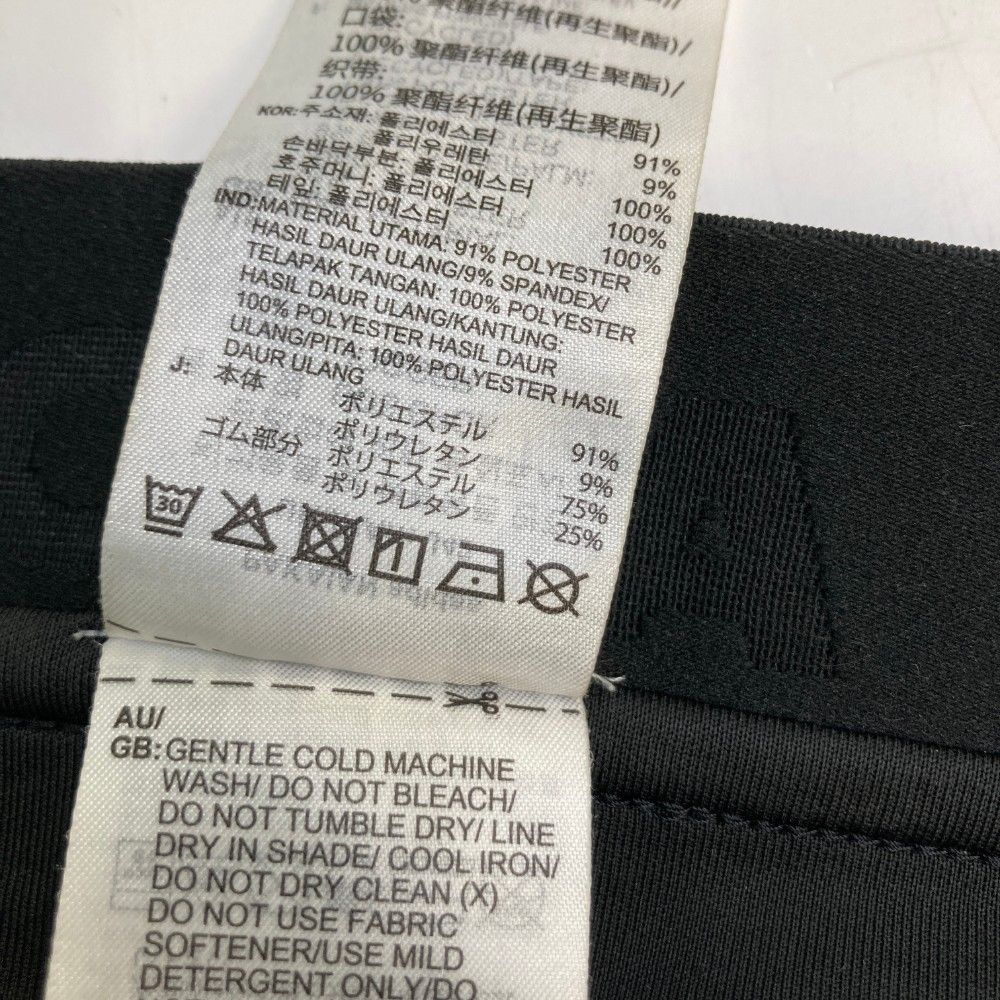 % 聚酯纤维(再生聚酯)/
口袋:
100% 聚酯纤维(再生聚酯)/
织带:
100% 聚酯纤维(再生聚酯)
KOR: 주소재: 폴리에스터 91%
폴리우레탄 9%
손바닥부분: 폴리에스터 100%
호주머니: 폴리에스터 100%
테잎: 폴리에스터 100%
IND: MATERIAL UTAMA: 91% POLYESTER
HASIL DAUR ULANG/9% SPANDEX/
TELAPAK TANGAN: 100% POLYESTER
HASIL DAUR ULANG/KANTUNG:
100% POLYESTER HASIL DAUR
ULANG/PITA: 100% POLYESTER HASIL
DAUR ULANG
J: 本体 ポリエステル 91%
ポリウレタン 9%
ゴム部分 ポリエステル 75%
ポリウレタン 25%
30
AU/
GB: GENTLE COLD MACHINE
WASH/ DO NOT BLEACH/
DO NOT TUMBLE DRY/ LINE
DRY IN SHADE/ COOL IRON/
DO NOT DRY CLEAN (X)
DO NOT USE FABRIC
SOFTENER/USE MILD
DETERGENT ONLY/DO